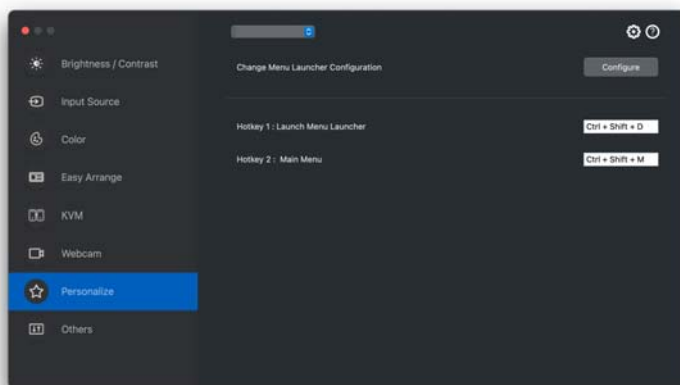 Brightness / Contrast
Input Source
Color
Easy Arrange
KVM
Webcam
Personalize
Others
Change Menu Launcher Configuration
Configure
Hotkey 1 : Launch Menu Launcher
Ctrl + Shift + D
Hotkey 2 : Main Menu
Ctrl + Shift + M